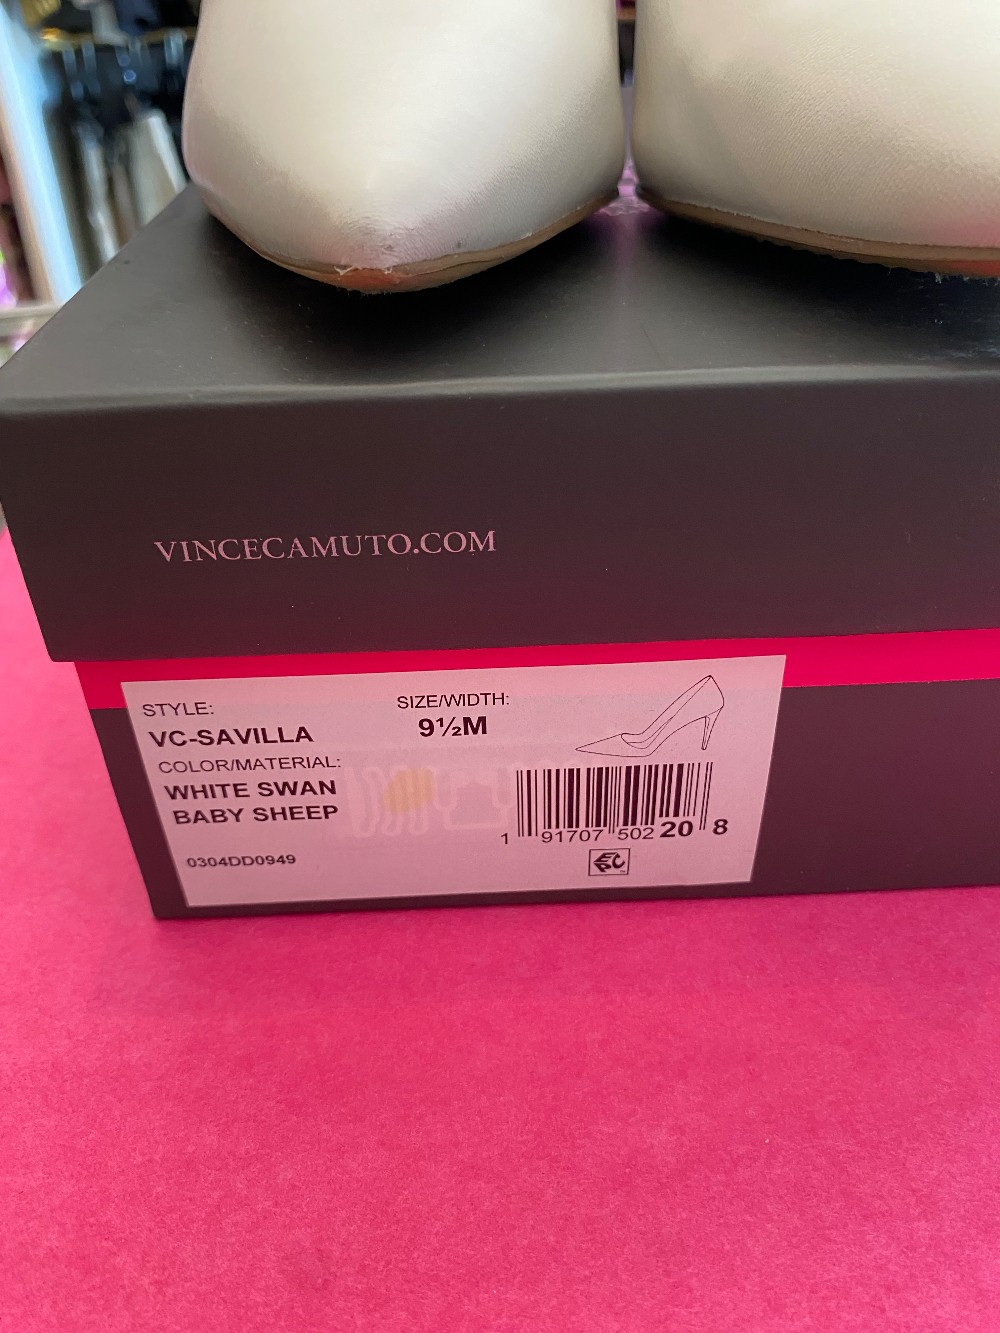 VINCECAMUTO.COM
STYLE:
VC-SAVILLA
SIZE/WIDTH:
9½M
COLOR/MATERIAL:
WHITE SWAN
BABY SHEEP
0304DD0949
1 91707 502 20 8